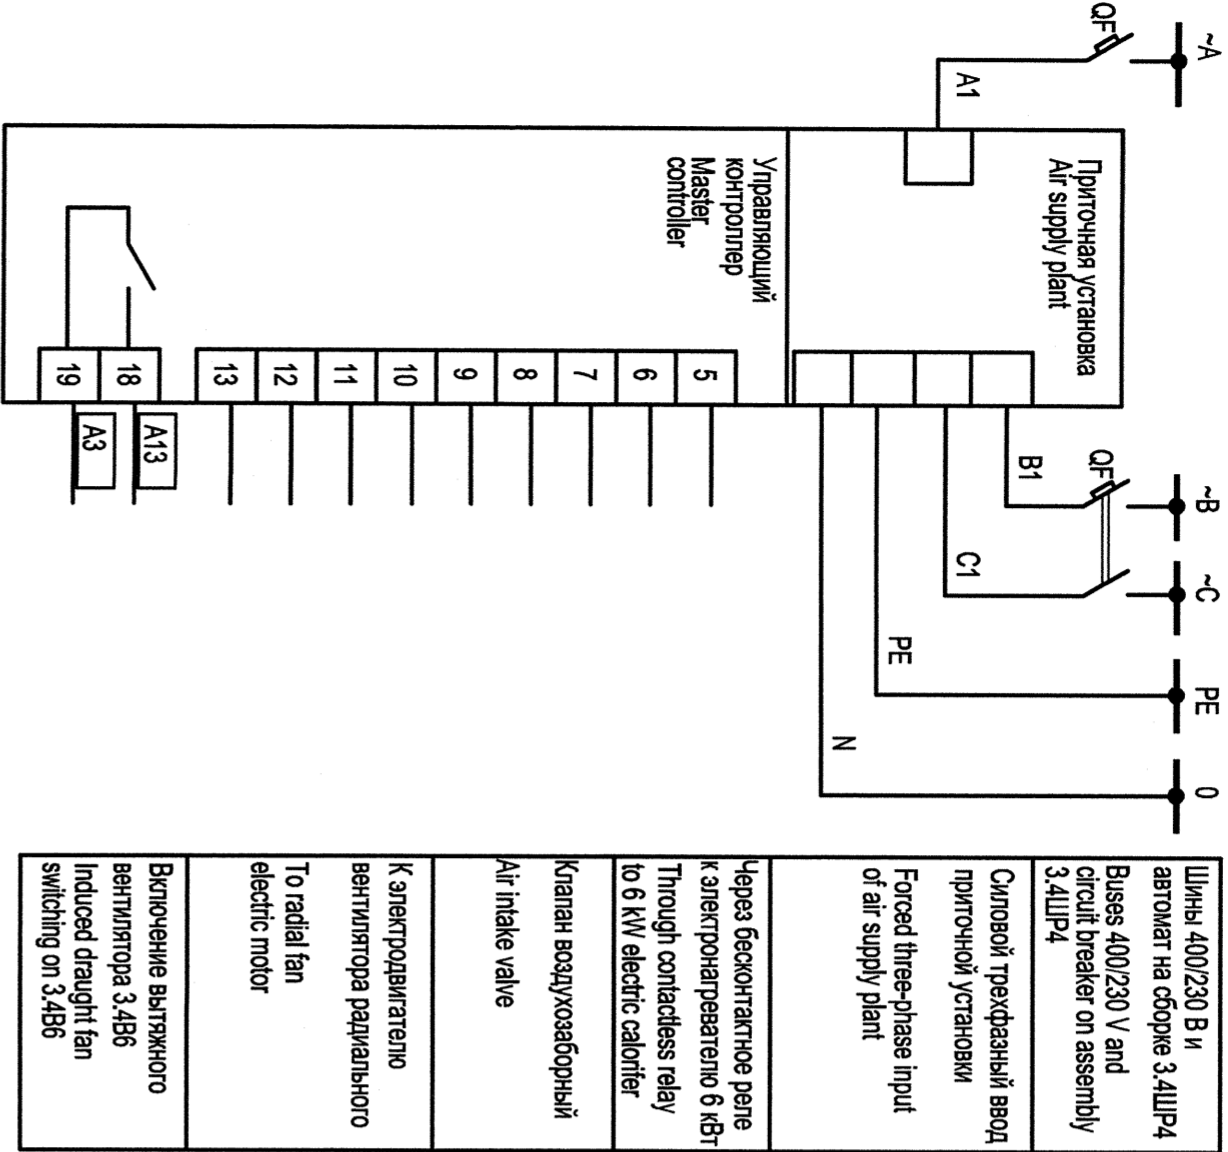 ~A
~B
~C
PE
0
QF
QF
A1
B1
C1
PE
N
Приточная установка
Air supply plant
Управляющий
контроллер
Master
controller
5
6
7
8
9
10
11
12
13
18
19
A13
A3
Шины 400/230 В и
автомат на сборке 3.4ШР4
Buses 400/230 V and
circuit breaker on assembly
3.4ШР4
Силовой трехфазный ввод
приточной установки
Forced three-phase input
of air supply plant
Через бесконтактное реле
к электронагревателю 6 кВт
Through contactless relay
to 6 kW electric calorifer
Клапан воздухозаборный
Air intake valve
К электродвигателю
вентилятора радиального
To radial fan
electric motor
Включение вытяжного
вентилятора 3.4В6
Induced draught fan
switching on 3.4В6